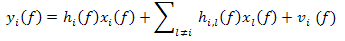 y_i(f) = h_i(f)x_i(f) + ∑_{l≠i} h_{i,l}(f)x_l(f) + v_i (f)